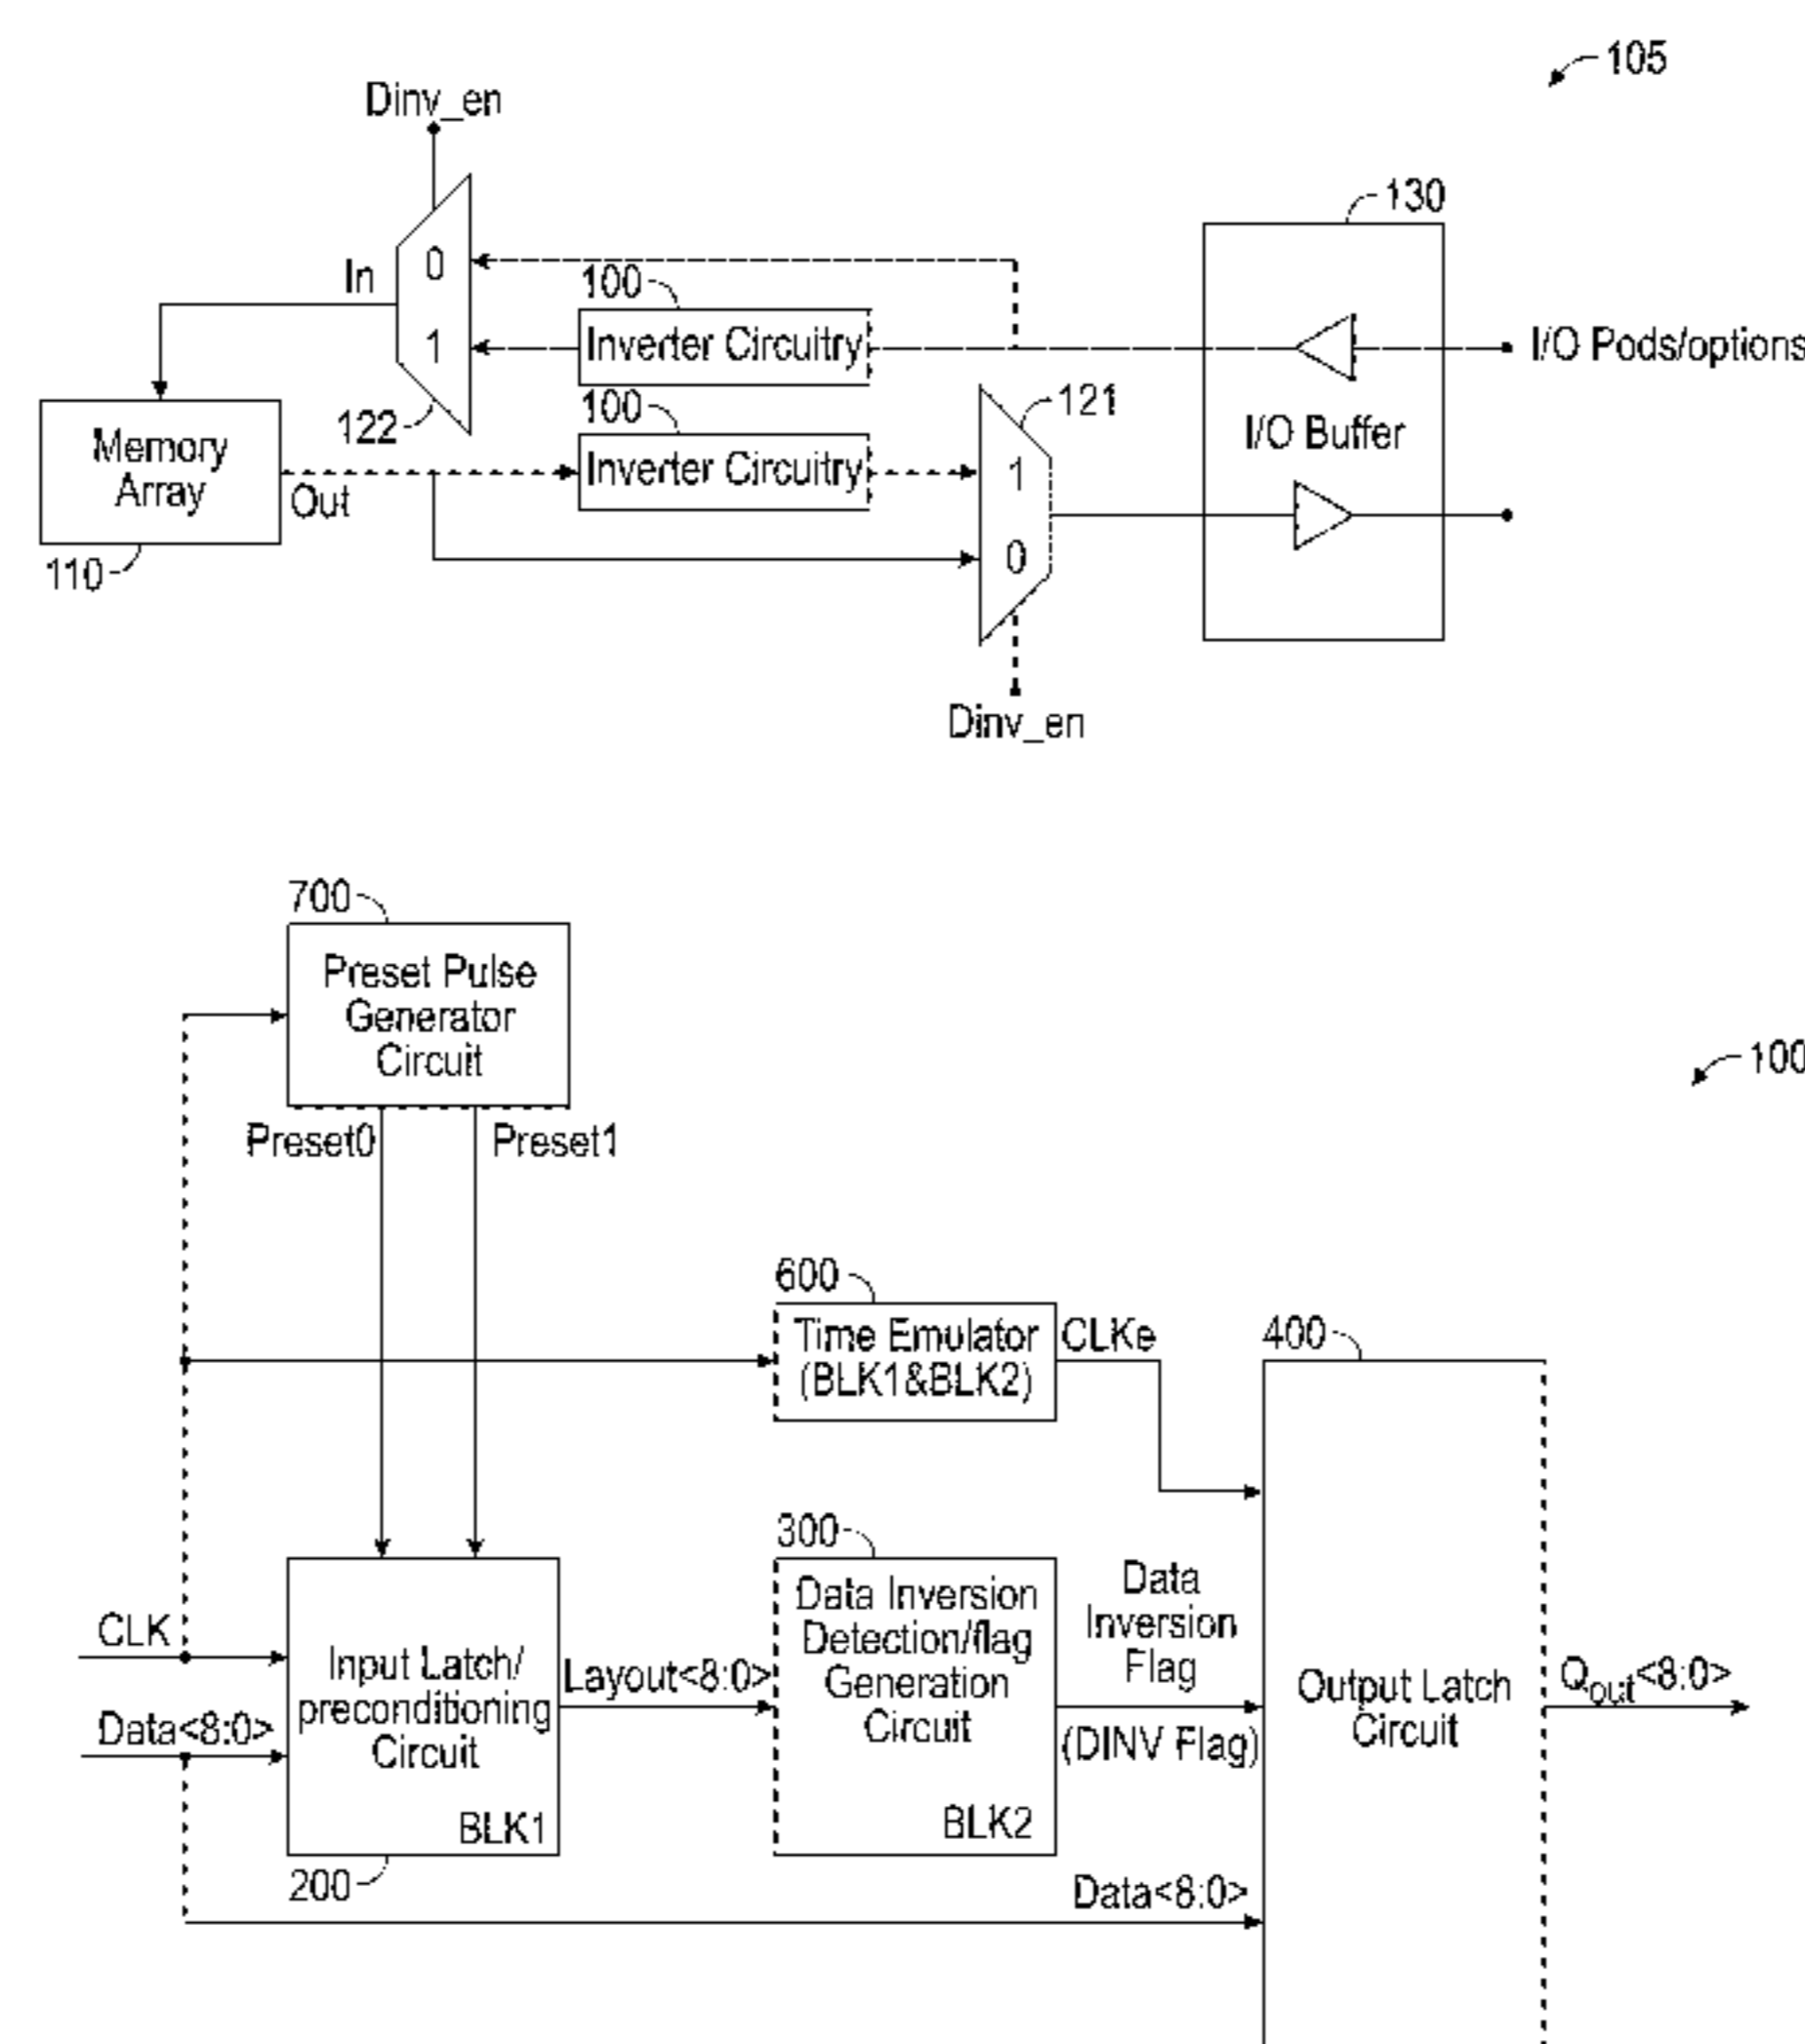 105
Dinv_en
130
0
In
100
Inverter Circuitry
1
I/O Pods/options
122
100
121
Memory
Array
Inverter Circuitry
I/O Buffer
1
Out
0
110
Dinv_en
700
Preset Pulse
Generator
Circuit
100
Preset0
Preset1
600
Time Emulator
(BLK1&BLK2)
CLKe
400
300
CLK
Data<8:0>
Input Latch/
preconditioning
Circuit
BLK1
200
Layout<8:0>
Data Inversion
Detection/flag
Generation
Circuit
BLK2
Data
Inversion
Flag
(DINV Flag)
Output Latch
Circuit
Qout<8:0>
Data<8:0>